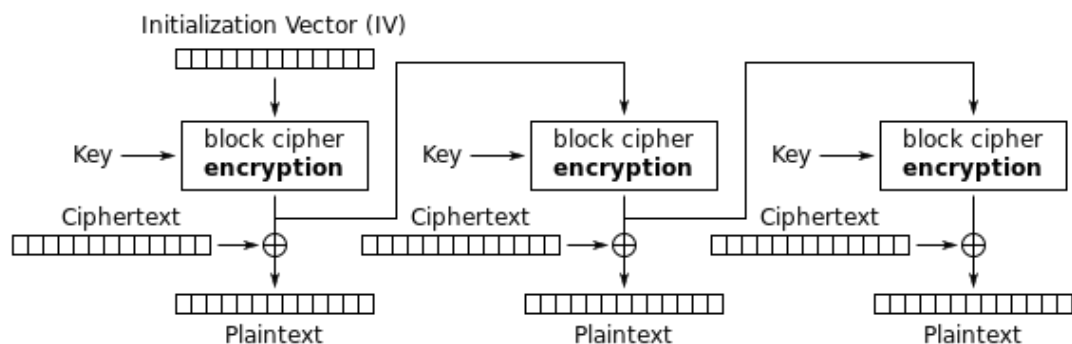 Initialization Vector (IV)
block cipher
encryption
Key
Ciphertext
Plaintext
block cipher
encryption
Key
Ciphertext
Plaintext
block cipher
encryption
Key
Ciphertext
Plaintext